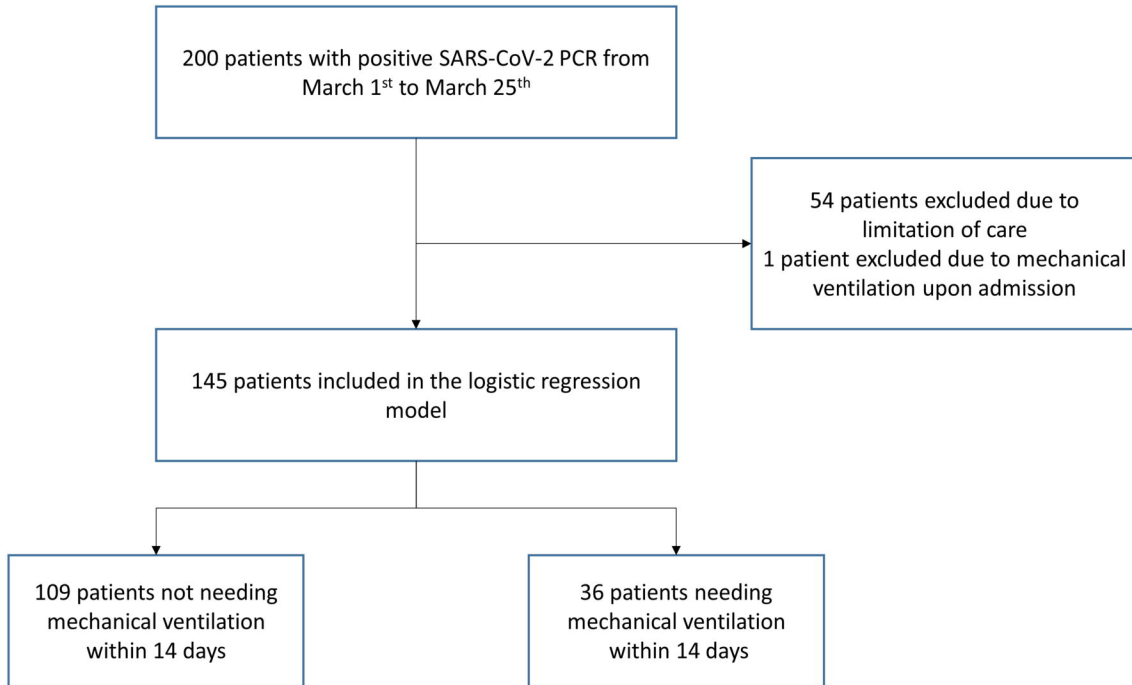 200 patients with positive SARS-CoV-2 PCR from
March 1st to March 25th
54 patients excluded due to
limitation of care
1 patient excluded due to mechanical
ventilation upon admission
145 patients included in the logistic regression
model
109 patients not needing
mechanical ventilation
within 14 days
36 patients needing
mechanical ventilation
within 14 days